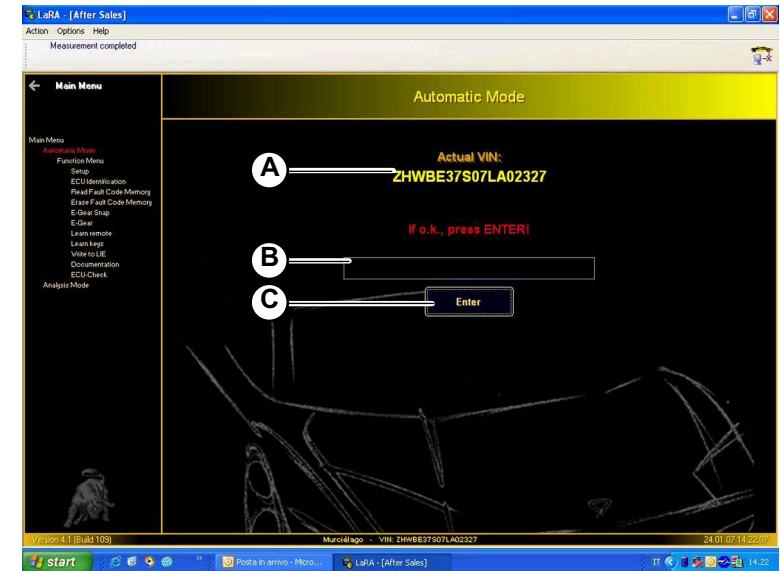 LaRA - [After Sales]
Action Options Help
Measurement completed
Main Menu
Automatic Mode
Main Menu
Automatic Mode
Function Menu
Setup
ECU Identification
Read Fault Code Memory
Erase Fault Code Memory
E-Gear Snap
E-Gear
Learn remote
Learn keys
Write to LIE
Documentation
ECU-Check
Analysis Mode
A
Actual VIN:
ZHWBE37S07LA02327
If o.k., press ENTER!
B
C
Enter
Version 4.1 (Build 109)
Murciélago - VIN: ZHWBE37S07LA02327
24.01.07 14:22:07
start
Posta in arrivo - Micro...
LaRA - [After Sales]
IT
14.22